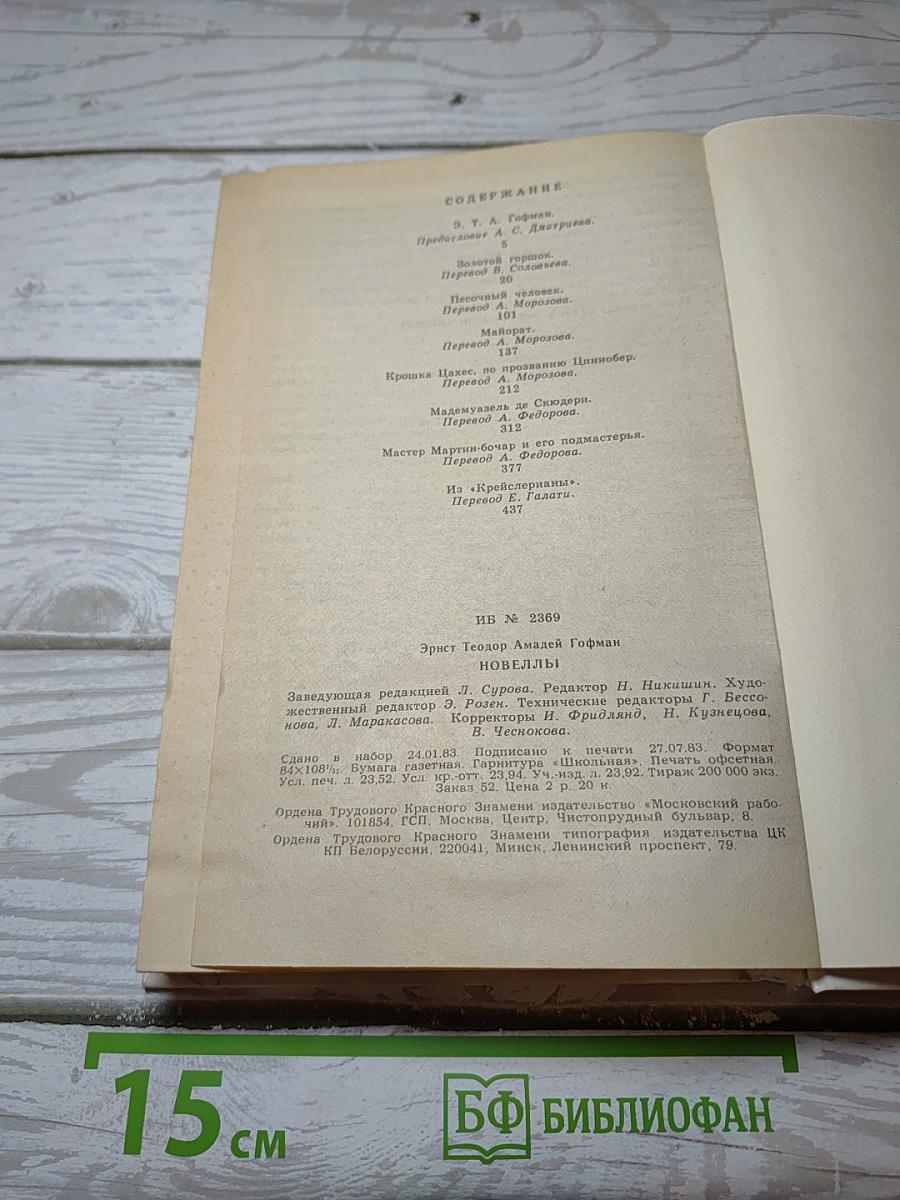 СОДЕРЖАНИЕ
Э. Т. А. Гофман.
Предисловие А. С. Дмитриева.
5
Золотой горшок.
Перевод В. Соловьева.
20
Песочный человек.
Перевод А. Морозова.
101
Майорат.
Перевод А. Морозова.
137
Крошка Цахес, по прозванию Циннобер.
Перевод А. Морозова.
212
Мадемуазель де Скюдери.
Перевод А. Федорова.
312
Мастер Мартин-бочар и его подмастерья.
Перевод А. Федорова.
377
Из «Крейслерианы».
Перевод Е. Галати.
437
ИБ № 2369
Эрнст Теодор Амадей Гофман
НОВЕЛЛЫ
Заведующая редакцией Л. Сурова. Редактор Н. Никишин. Худо-
жественный редактор Э. Розен. Технические редакторы Г. Бессо-
нова, Л. Маракасова. Корректоры И. Фридлянд, Н. Кузнецова,
В. Чеснокова.
Сдано в набор 24.01.83. Подписано к печати 27.07.83. Формат
84×108¹/₃₂. Бумага газетная. Гарнитура «Школьная». Печать офсетная.
Усл. печ. л. 23,52. Усл. кр.-отт. 23,94. Уч.-изд. л. 23,92. Тираж 200 000 экз.
Заказ 52. Цена 2 р. 20 к.
Ордена Трудового Красного Знамени издательство «Московский рабо-
чий». 101854, ГСП, Москва, Центр, Чистопрудный бульвар, 8.
Ордена Трудового Красного Знамени типография издательства ЦК
КП Белоруссии, 220041, Минск, Ленинский проспект, 79.
15 см
БФ БИБЛИОФАН